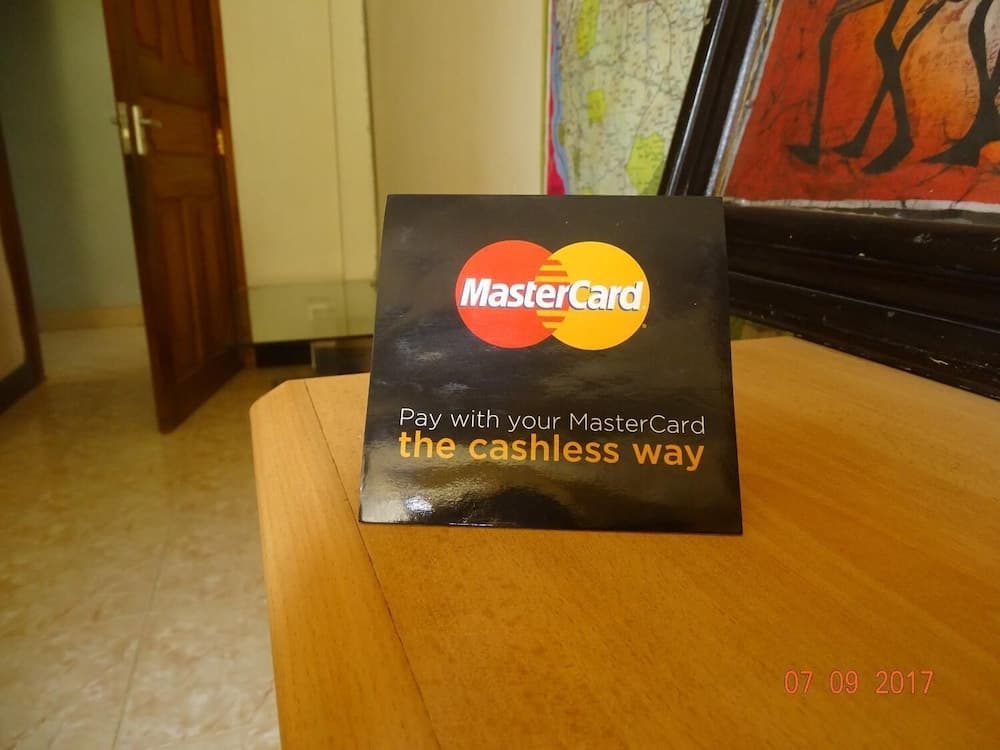 MasterCard
Pay with your MasterCard
the cashless way
07 09 2017